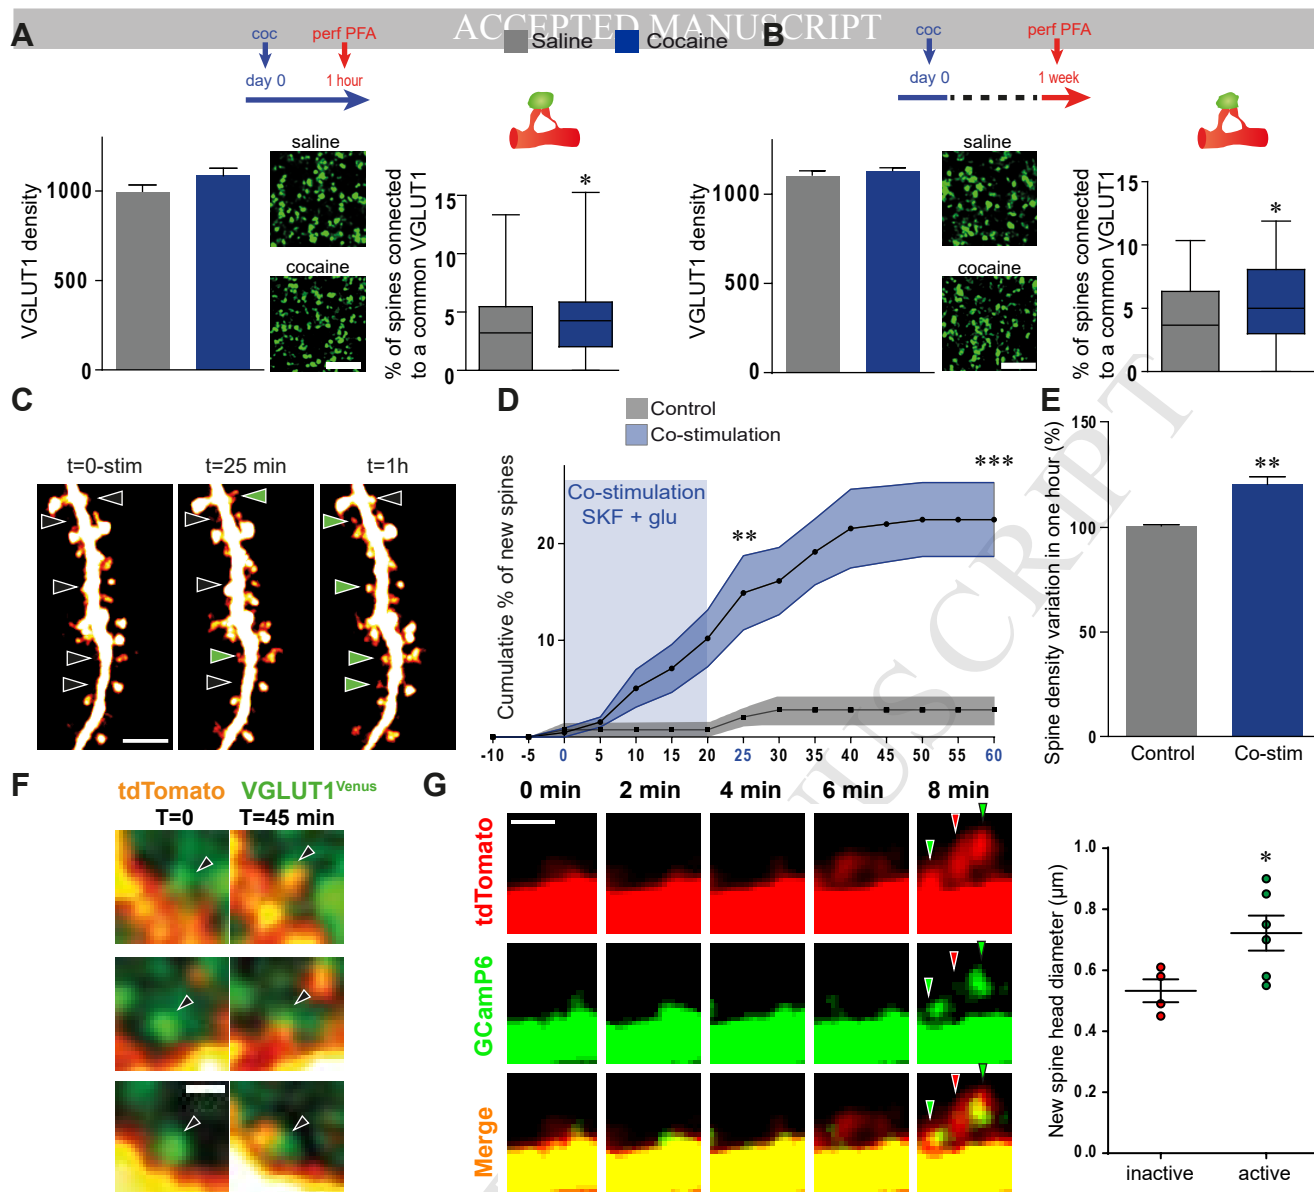 ACCEPTED MANUSCRIPT
A
coc
perf PFA
Saline
Cocaine
B
coc
perf PFA
day 0
1 hour
day 0
1 week
VGLUT1 density
1000
500
0
saline
cocaine
% of spines connected
to a common VGLUT1
15
10
5
0
*
VGLUT1 density
1000
500
0
saline
cocaine
% of spines connected
to a common VGLUT1
15
10
5
0
*
C
t=0-stim
t=25 min
t=1h
D
Control
Co-stimulation
Cumulative % of new spines
20
10
Co-stimulation
SKF + glu
**
***
-10 -5 0 5 10 15 20 25 30 35 40 45 50 55 60
E
Spine density variation in one hour (%)
150
100
50
0
**
Control
Co-stim
F
tdTomato
VGLUT1Venus
T=0
T=45 min
G
0 min
2 min
4 min
6 min
8 min
tdTomato
GCamP6
Merge
New spine head diameter (µm)
1.0
0.8
0.6
0.4
0.2
0.0
*
inactive
active
NUSCRIPT